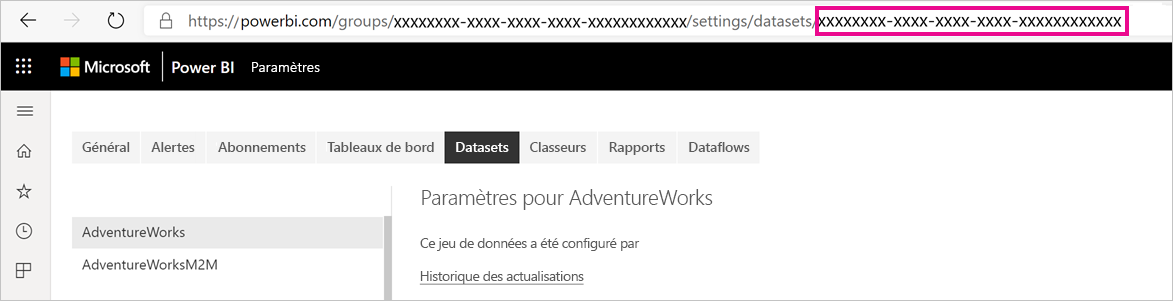 https://powerbi.com/groups/xxxxxxxx-xxxx-xxxx-xxxx-xxxxxxxxxxxx/settings/datasets/xxxxxxxx-xxxx-xxxx-xxxx-xxxxxxxxxxxx
Microsoft Power BI Paramètres
Général Alertes Abonnements Tableaux de bord Datasets Classeurs Rapports Dataflows
Paramètres pour AdventureWorks
AdventureWorks
Ce jeu de données a été configuré par
AdventureWorksM2M
Historique des actualisations